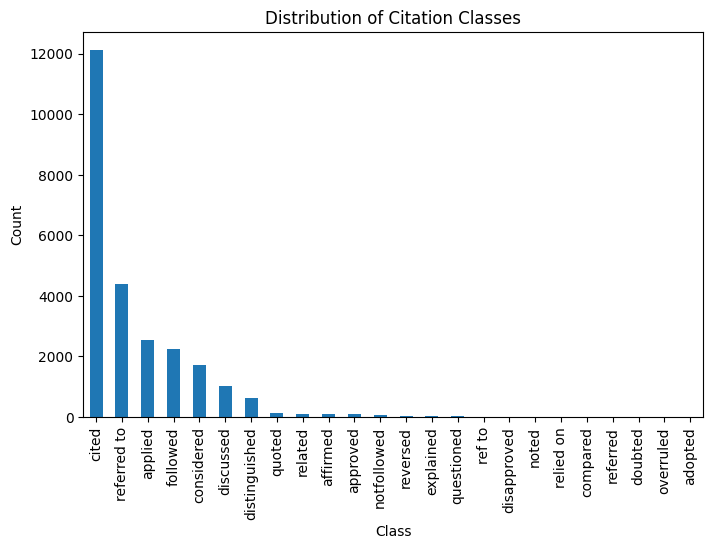 Distribution of Citation Classes
Count
12000
10000
8000
6000
4000
2000
0
cited
referred to
applied
followed
considered
discussed
distinguished
quoted
related
affirmed
approved
notfollowed
reversed
explained
questioned
ref to
disapproved
noted
relied on
compared
referred
doubted
overruled
adopted
Class